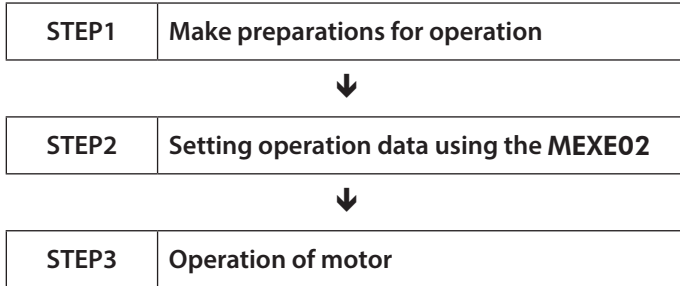 STEP1 Make preparations for operation
STEP2 Setting operation data using the MEXE02
STEP3 Operation of motor